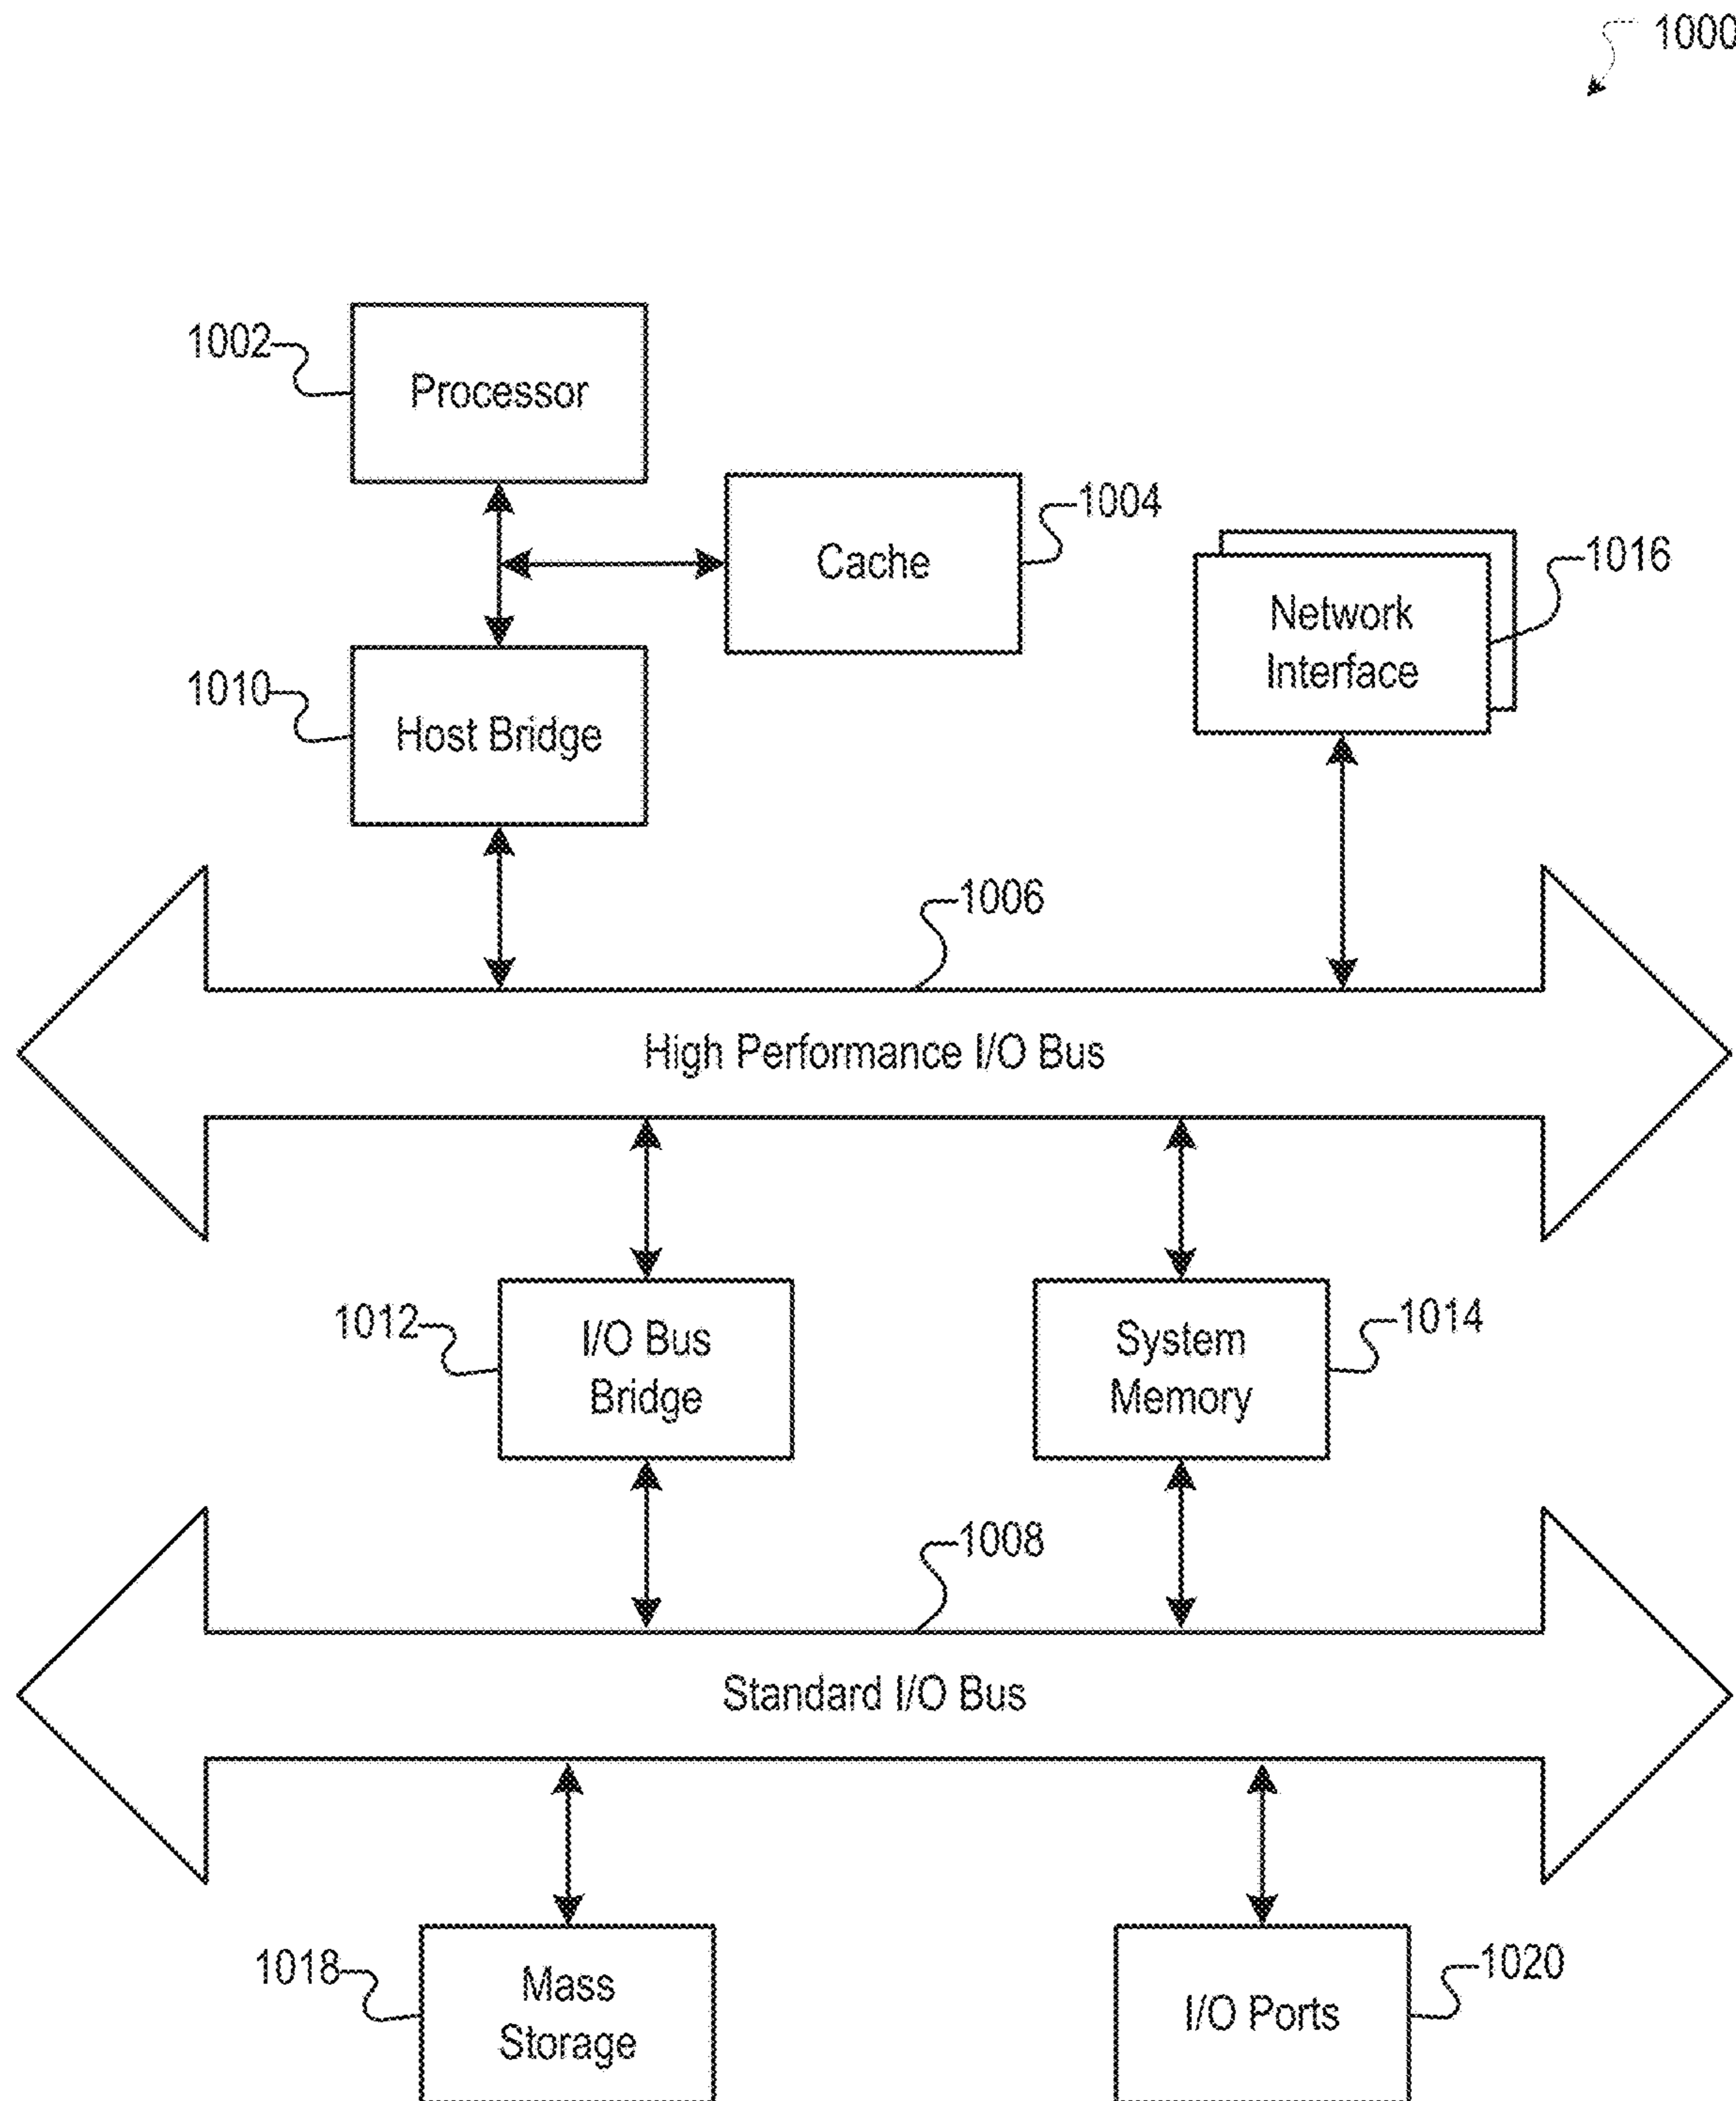 1000
1002
Processor
1004
Cache
1016
Network
Interface
1010
Host Bridge
1006
High Performance I/O Bus
1012
I/O Bus
Bridge
1014
System
Memory
1008
Standard I/O Bus
1018
Mass
Storage
1020
I/O Ports